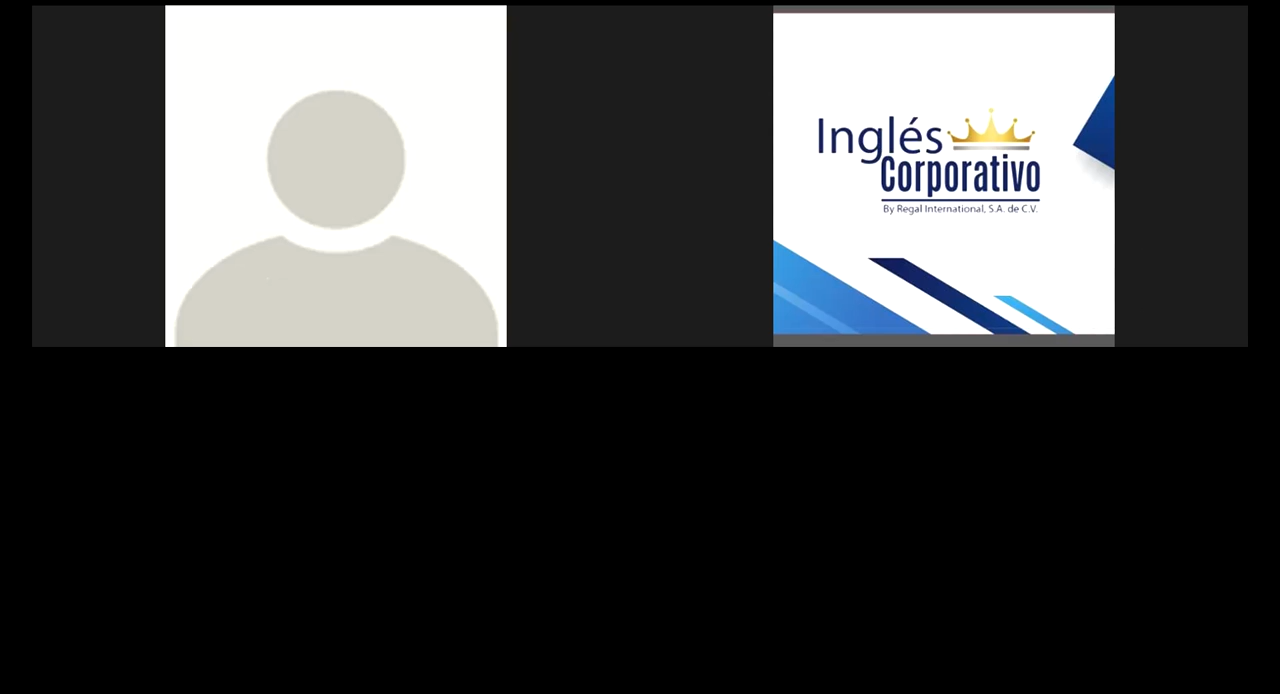 Inglés
Corporativo
By Regal International, S.A. de C.V.